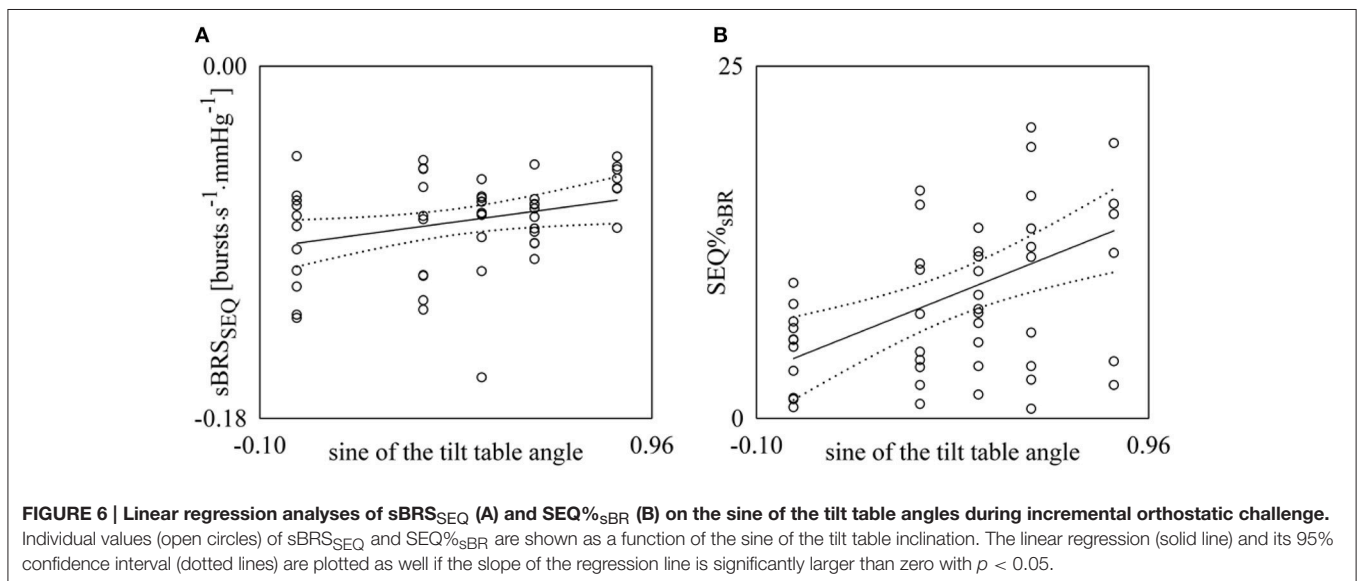 A
B
0.00
sBRS_SEQ [bursts·s⁻¹·mmHg⁻¹]
-0.18
-0.10
sine of the tilt table angle
0.96
25
SEQ%_sBR
0
-0.10
sine of the tilt table angle
0.96
FIGURE 6 | Linear regression analyses of sBRS_SEQ (A) and SEQ%_sBR (B) on the sine of the tilt table angles during incremental orthostatic challenge.
Individual values (open circles) of sBRS_SEQ and SEQ%_sBR are shown as a function of the sine of the tilt table inclination. The linear regression (solid line) and its 95%
confidence interval (dotted lines) are plotted as well if the slope of the regression line is significantly larger than zero with p < 0.05.